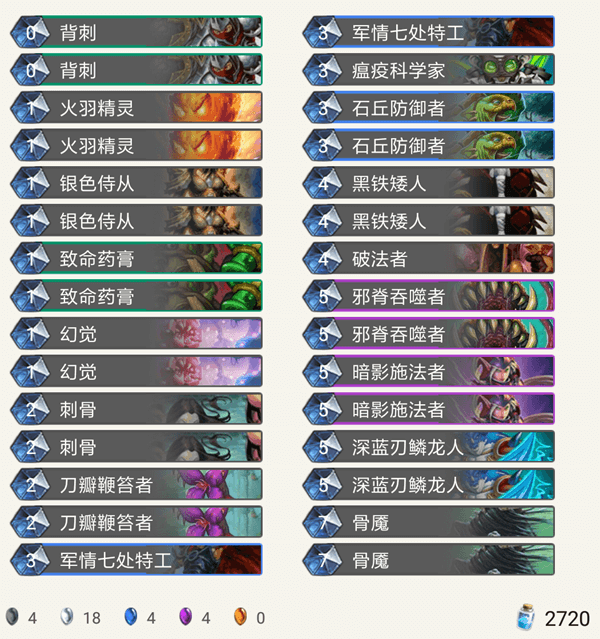 0 背刺
0 背刺
1 火羽精灵
1 火羽精灵
1 银色侍从
1 银色侍从
1 致命药膏
1 致命药膏
1 幻觉
1 幻觉
2 刺骨
2 刺骨
2 刀瓣鞭笞者
2 刀瓣鞭笞者
3 军情七处特工
3 军情七处特工
3 瘟疫科学家
3 石丘防御者
3 石丘防御者
4 黑铁矮人
4 黑铁矮人
4 破法者
5 邪脊吞噬者
5 邪脊吞噬者
5 暗影施法者
5 暗影施法者
5 深蓝刃鳞龙人
5 深蓝刃鳞龙人
7 骨魇
7 骨魇
4 18 4 4 0 2720